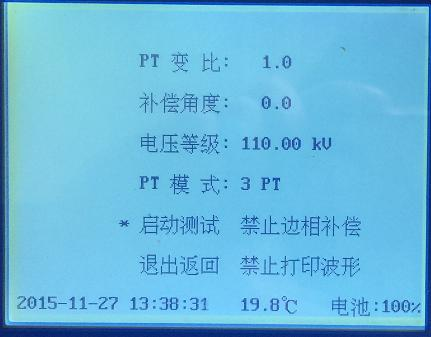 PT 变 比: 1.0
补偿角度: 0.0
电压等级: 110.00 kV
PT 模 式: 3 PT
* 启动测试 禁止边相补偿
退出返回 禁止打印波形
2015-11-27 13:38:31 19.8℃ 电池:100%